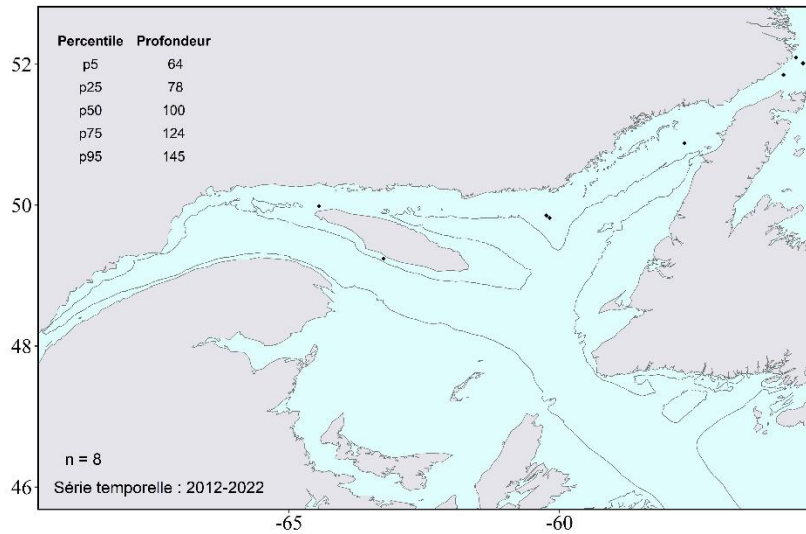 Percentile Profondeur
p5 64
p25 78
p50 100
p75 124
p95 145
52
50
48
46
n = 8
Série temporelle : 2012-2022
-65 -60